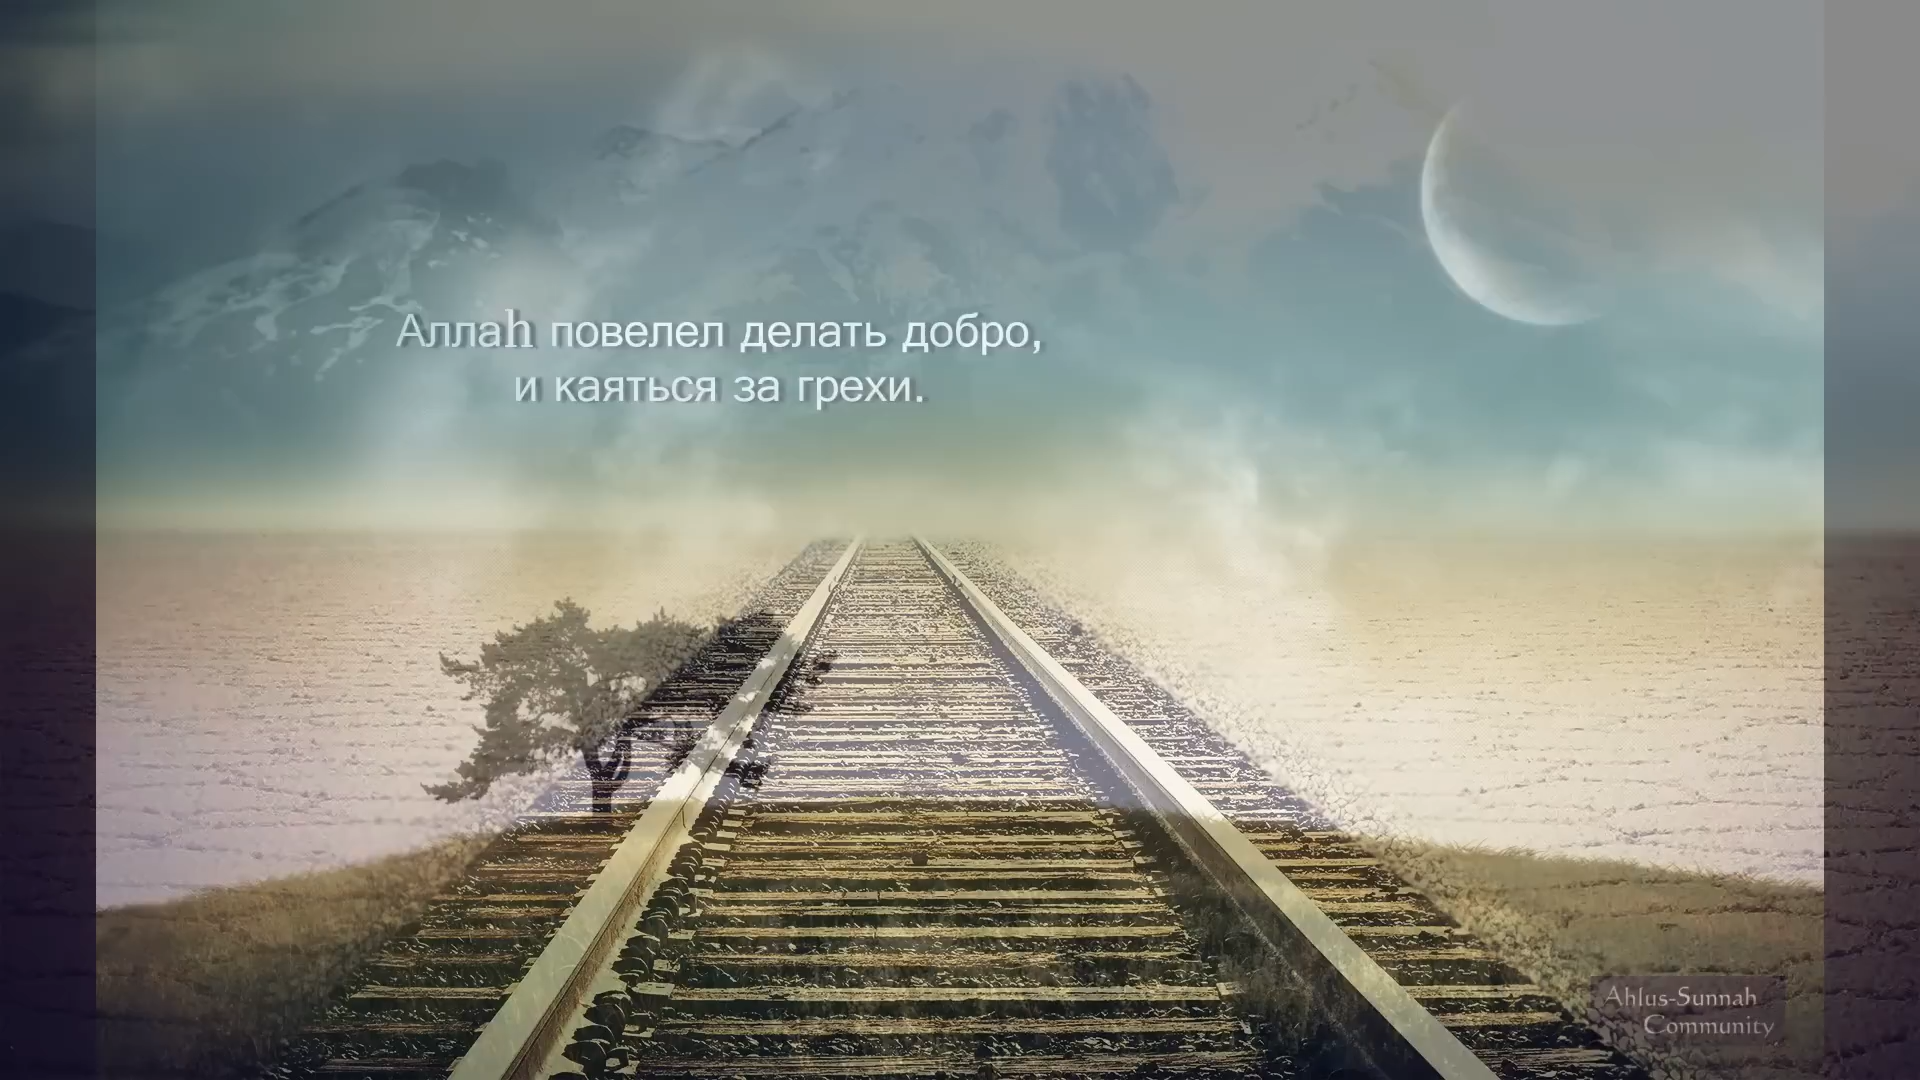 Аллаh повелел делать добро,
и каяться за грехи.
Ahlus-Sunnah
Community